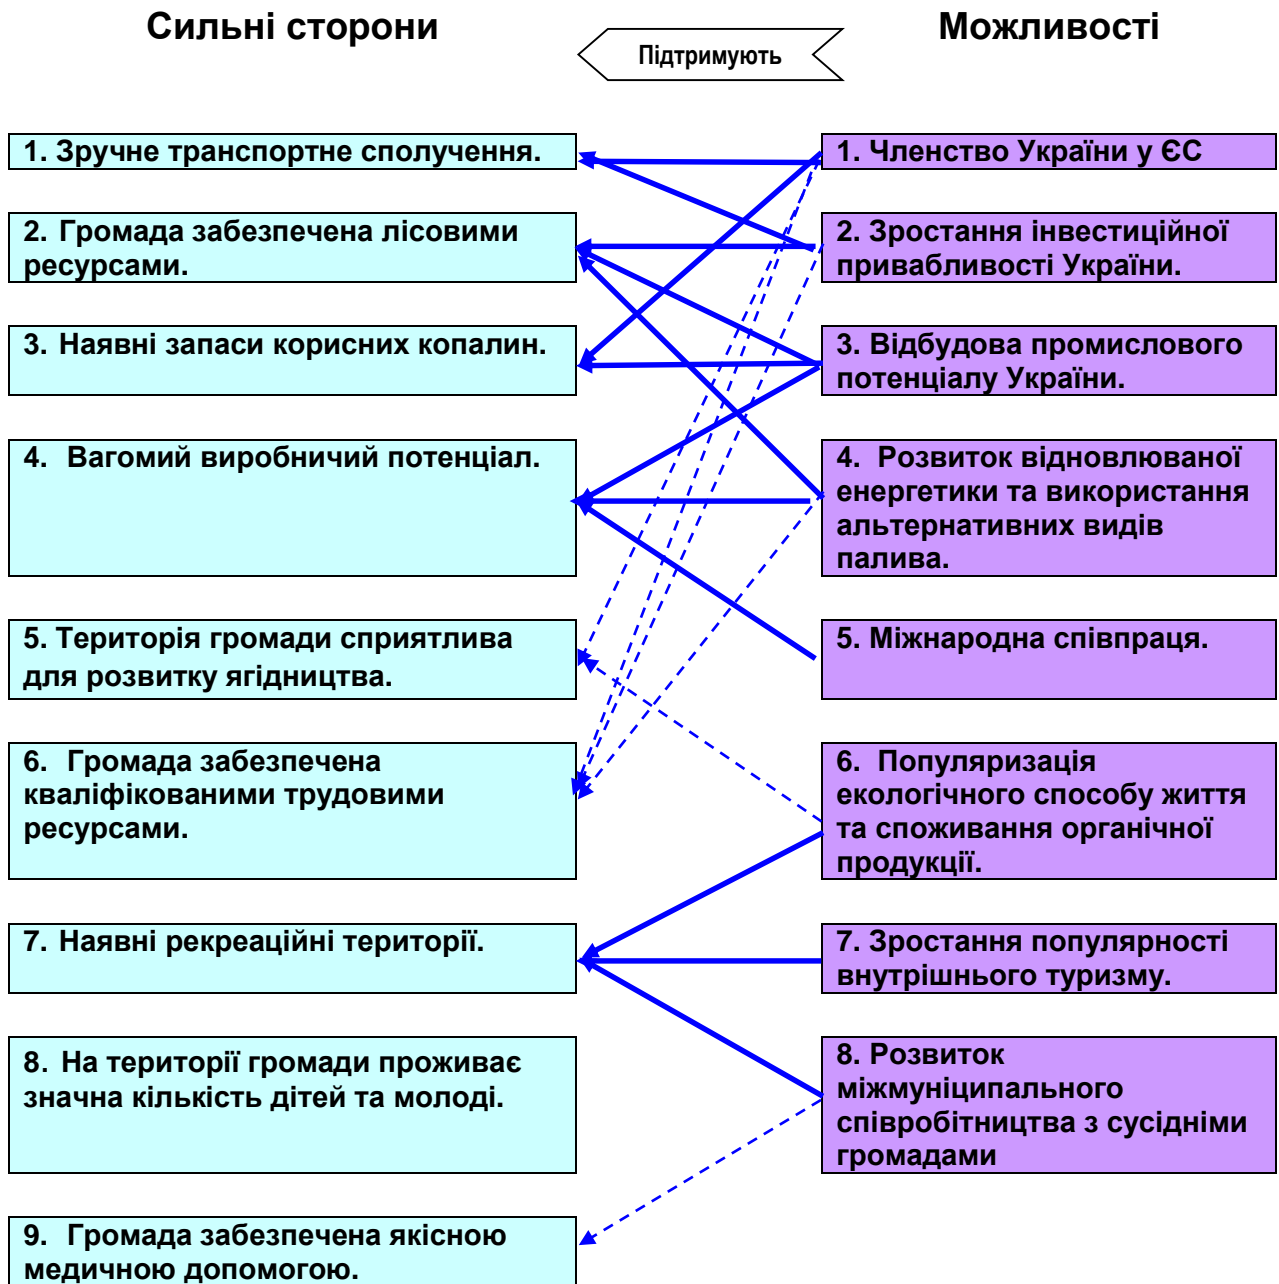 Сильні сторони
Підтримують
Можливості
1. Зручне транспортне сполучення.
2. Громада забезпечена лісовими
ресурсами.
3. Наявні запаси корисних копалин.
4. Вагомий виробничий потенціал.
5. Територія громади сприятлива
для розвитку ягідництва.
6. Громада забезпечена
кваліфікованими трудовими
ресурсами.
7. Наявні рекреаційні території.
8. На території громади проживає
значна кількість дітей та молоді.
9. Громада забезпечена якісною
медичною допомогою.
1. Членство України у ЄС
2. Зростання інвестиційної
привабливості України.
3. Відбудова промислового
потенціалу України.
4. Розвиток відновлюваної
енергетики та використання
альтернативних видів
палива.
5. Міжнародна співпраця.
6. Популяризація
екологічного способу життя
та споживання органічної
продукції.
7. Зростання популярності
внутрішнього туризму.
8. Розвиток
міжмуніципального
співробітництва з сусідніми
громадами